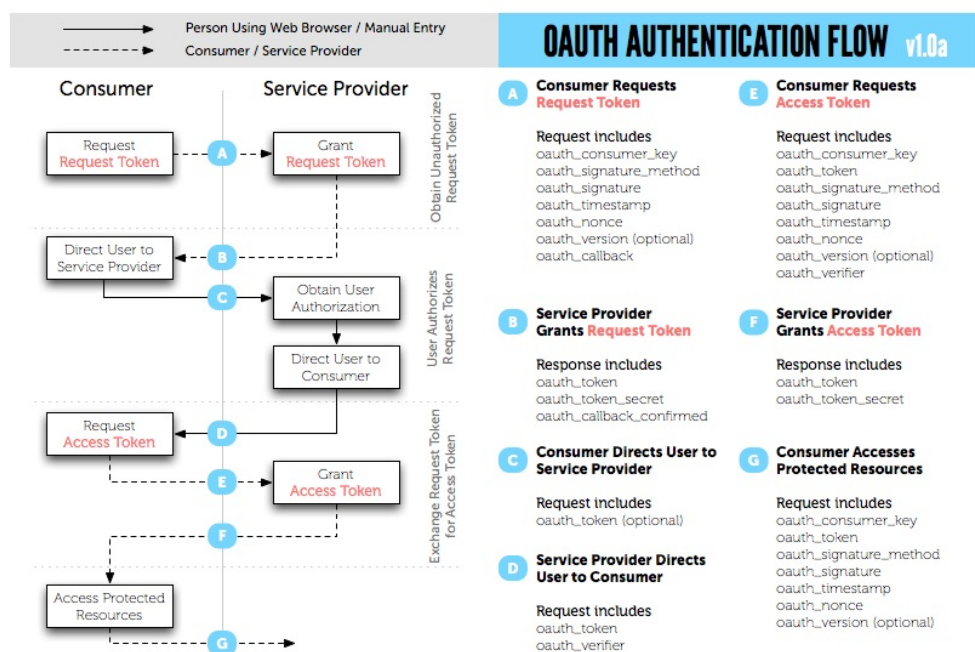 Person Using Web Browser / Manual Entry
Consumer / Service Provider
OAUTH AUTHENTICATION FLOW v1.0a
Consumer
Service Provider
Request
Request Token
A
Grant
Request Token
Obtain Unauthorized
Request Token
Direct User to
Service Provider
B
C
Obtain User
Authorization
Direct User to
Consumer
User Authorizes
Request Token
Request
Access Token
D
E
Grant
Access Token
F
Exchange Request Token
for Access Token
Access Protected
Resources
G
A
Consumer Requests
Request Token
Request includes
oauth_consumer_key
oauth_signature_method
oauth_signature
oauth_timestamp
oauth_nonce
oauth_version (optional)
oauth_callback
B
Service Provider
Grants Request Token
Response includes
oauth_token
oauth_token_secret
oauth_callback_confirmed
C
Consumer Directs User to
Service Provider
Request includes
oauth_token (optional)
D
Service Provider Directs
User to Consumer
Request includes
oauth_token
oauth_verifier
E
Consumer Requests
Access Token
Request includes
oauth_consumer_key
oauth_token
oauth_signature_method
oauth_signature
oauth_timestamp
oauth_nonce
oauth_version (optional)
oauth_verifier
F
Service Provider
Grants Access Token
Response includes
oauth_token
oauth_token_secret
G
Consumer Accesses
Protected Resources
Request includes
oauth_consumer_key
oauth_token
oauth_signature_method
oauth_signature
oauth_timestamp
oauth_nonce
oauth_version (optional)